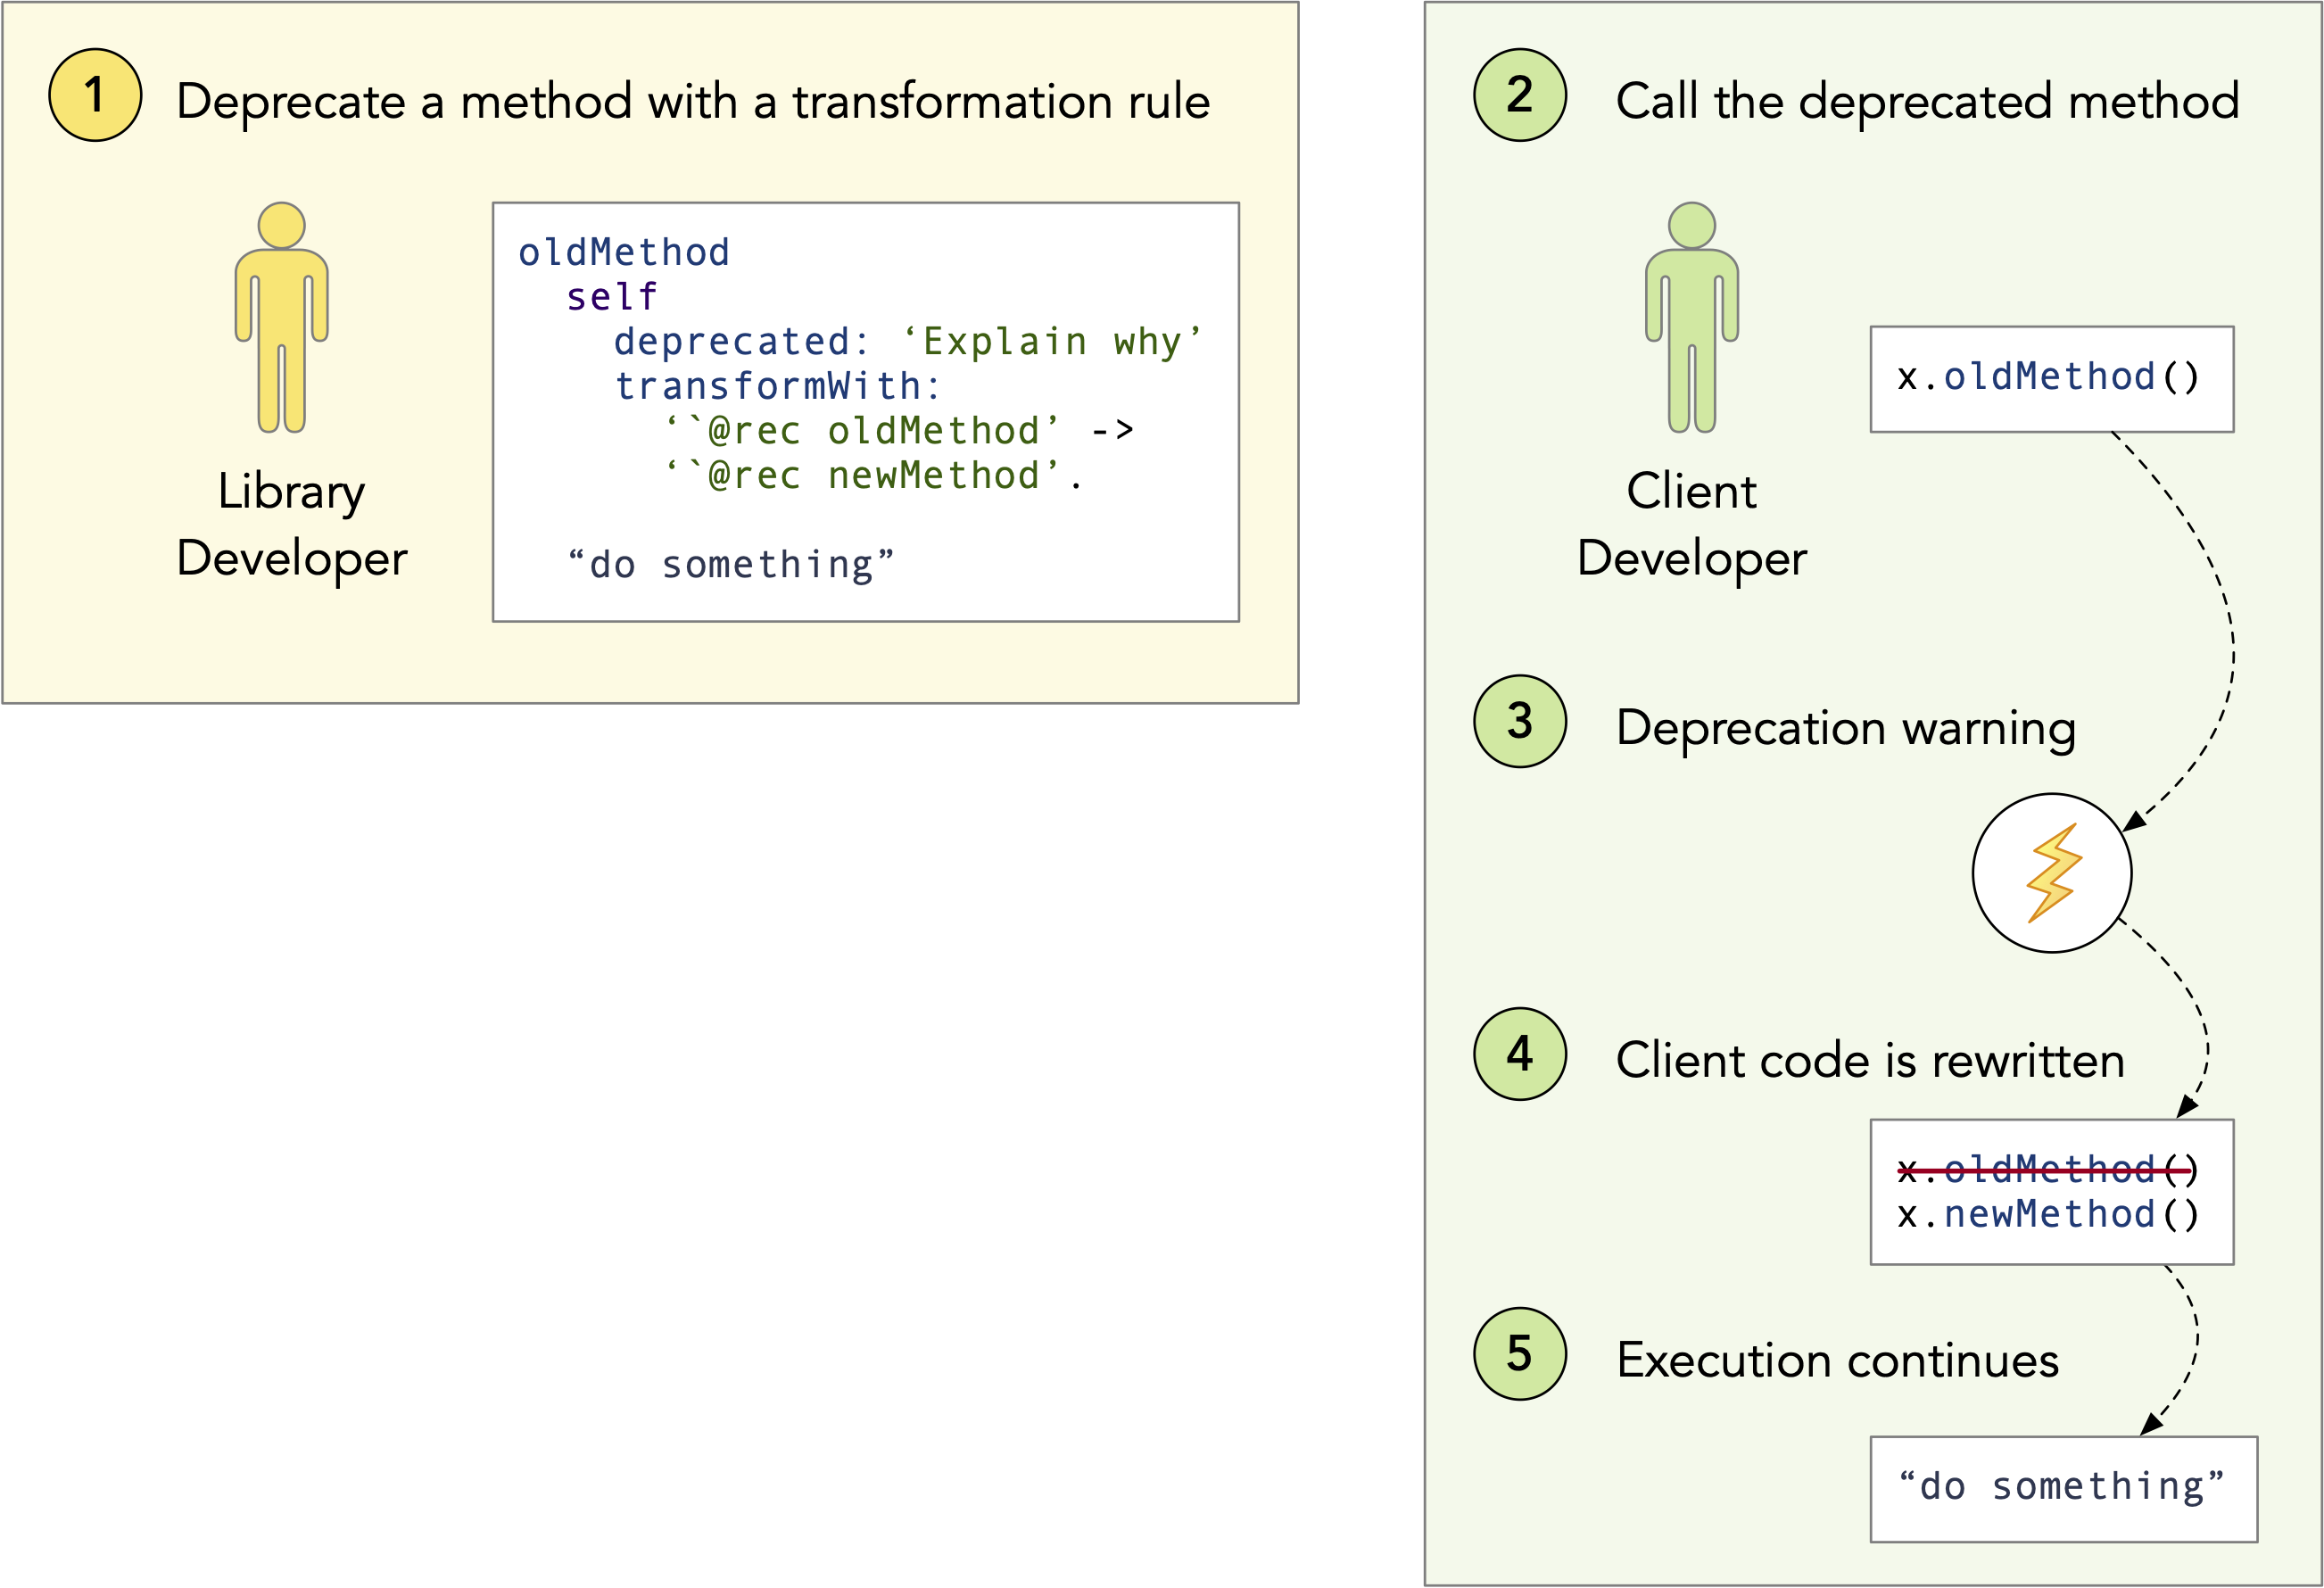 1 Deprecate a method with a transformation rule
Library
Developer
oldMethod
self
deprecated: ‘Explain why’
transformWith:
‘`@rec oldMethod’ ->
‘`@rec newMethod’.
“do something”
2 Call the deprecated method
Client
Developer
x.oldMethod()
3 Deprecation warning
4 Client code is rewritten
x.oldMethod()
x.newMethod()
5 Execution continues
“do something”